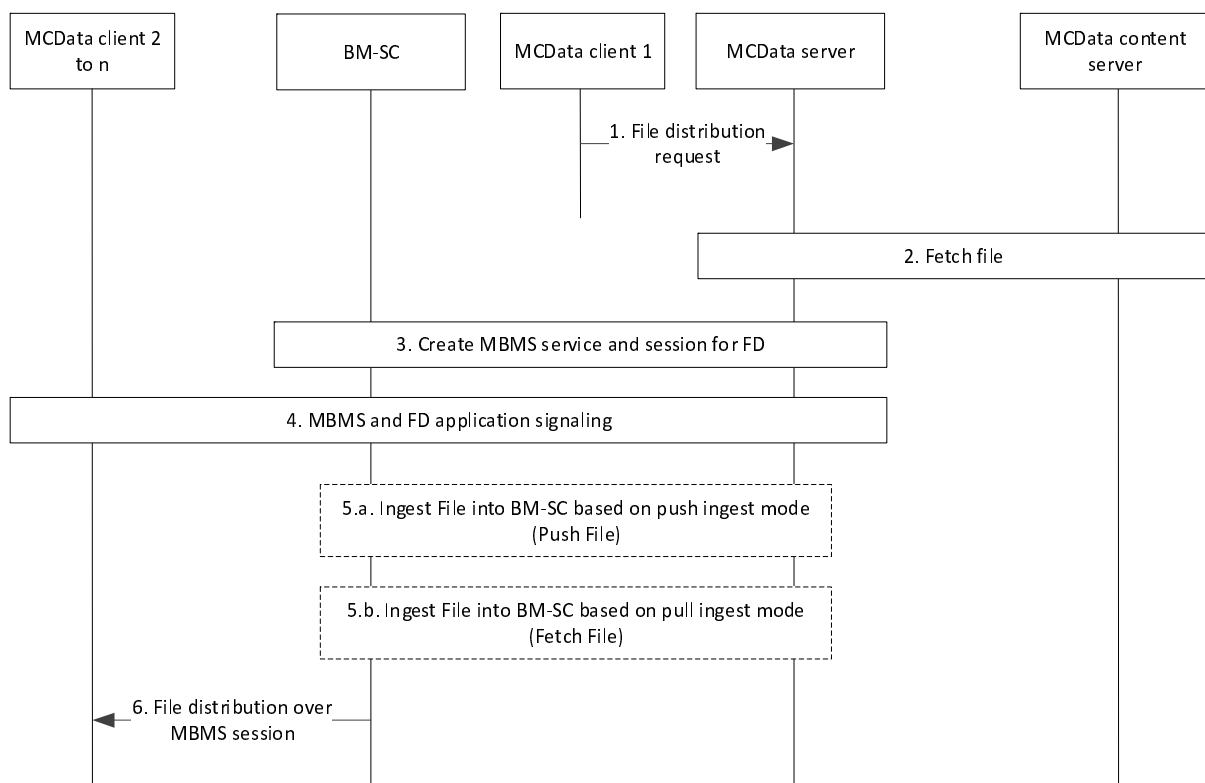 MCData client 2
to n
BM-SC
MCData client 1
MCData server
MCData content
server
1. File distribution
request
2. Fetch file
3. Create MBMS service and session for FD
4. MBMS and FD application signaling
5.a. Ingest File into BM-SC based on push ingest mode
(Push File)
5.b. Ingest File into BM-SC based on pull ingest mode
(Fetch File)
6. File distribution over
MBMS session